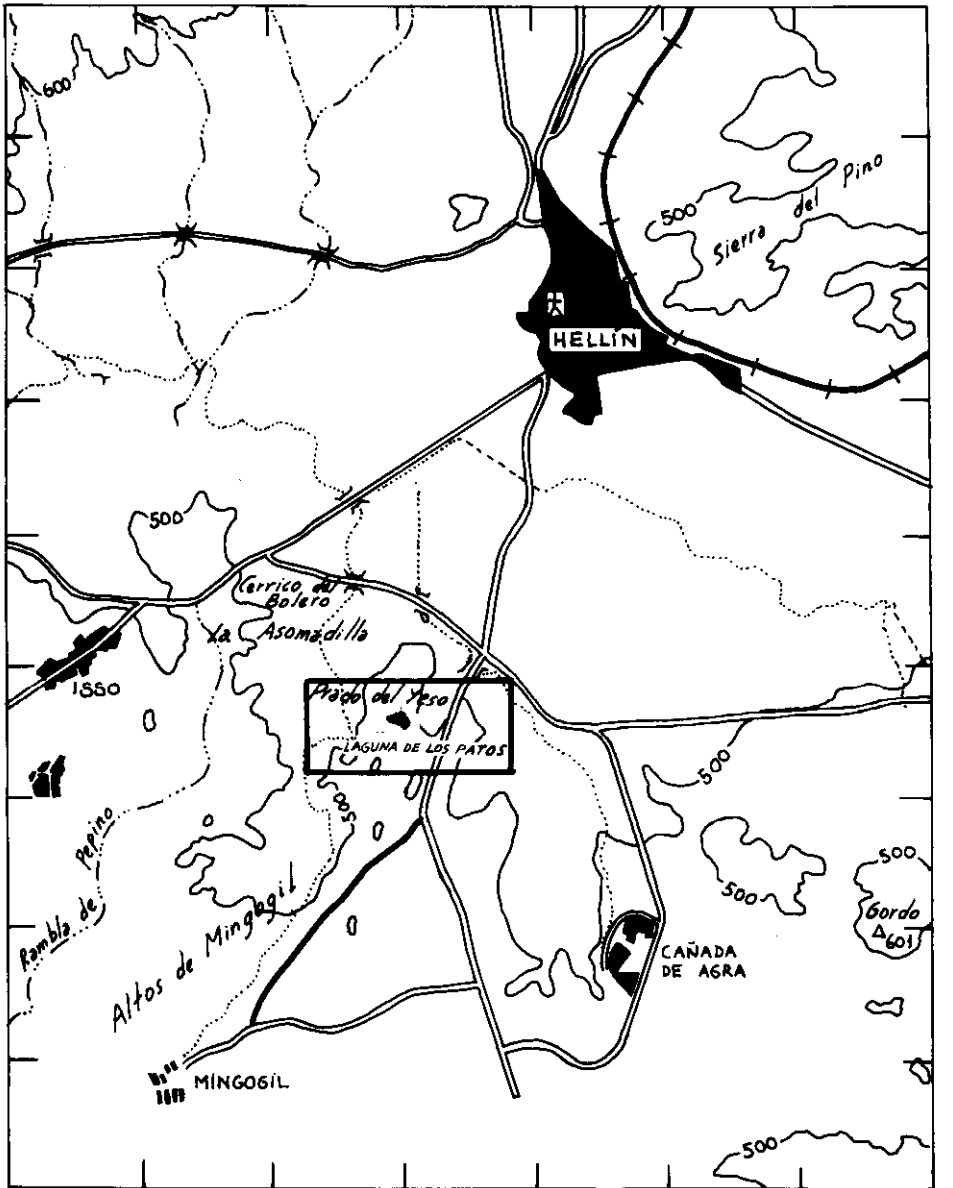 600
500
Sierra del Pino
HELLIN
500
Cerrico del
Bolero
La Asomadilla
ISSO
Prado del Yeso
LAGUNA DE LOS PATOS
500
500
500
500
Gordo
601
Rambla de Pepino
Altos de Mingogil
CAÑADA
DE AGRA
MINGOGIL
500